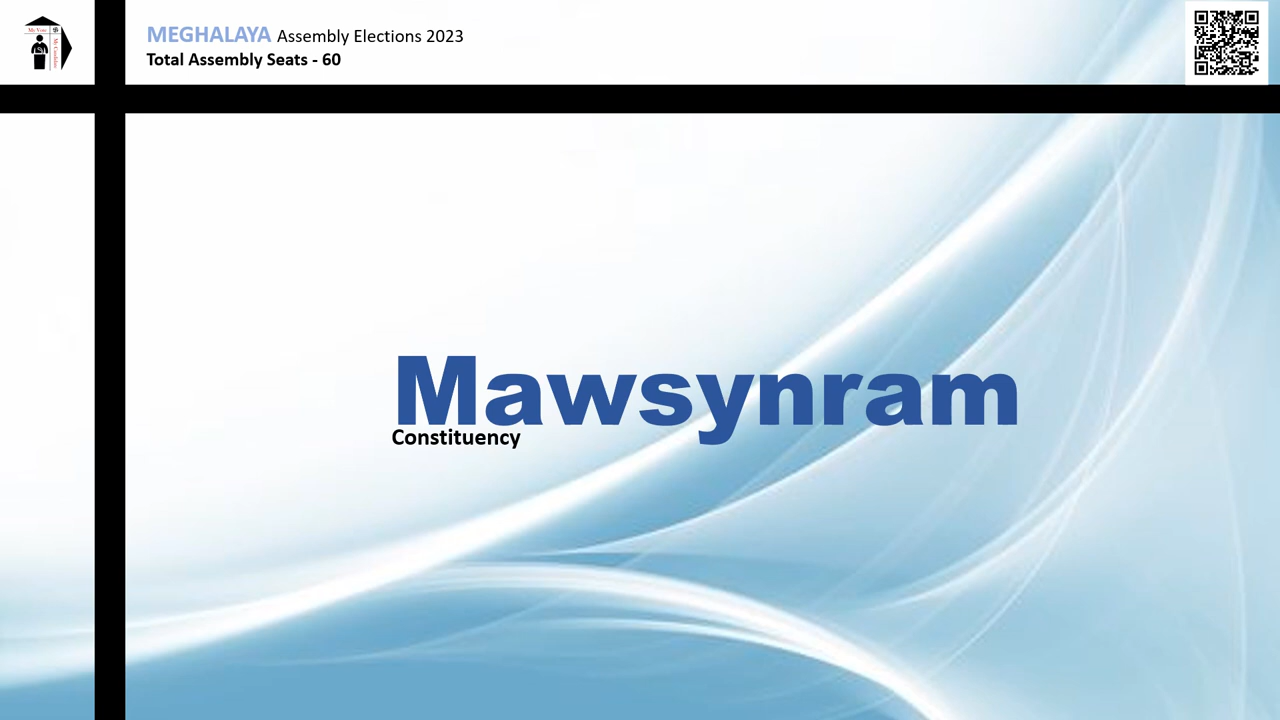 MEGHALAYA Assembly Elections 2023
Total Assembly Seats - 60
Mawsynram
Constituency